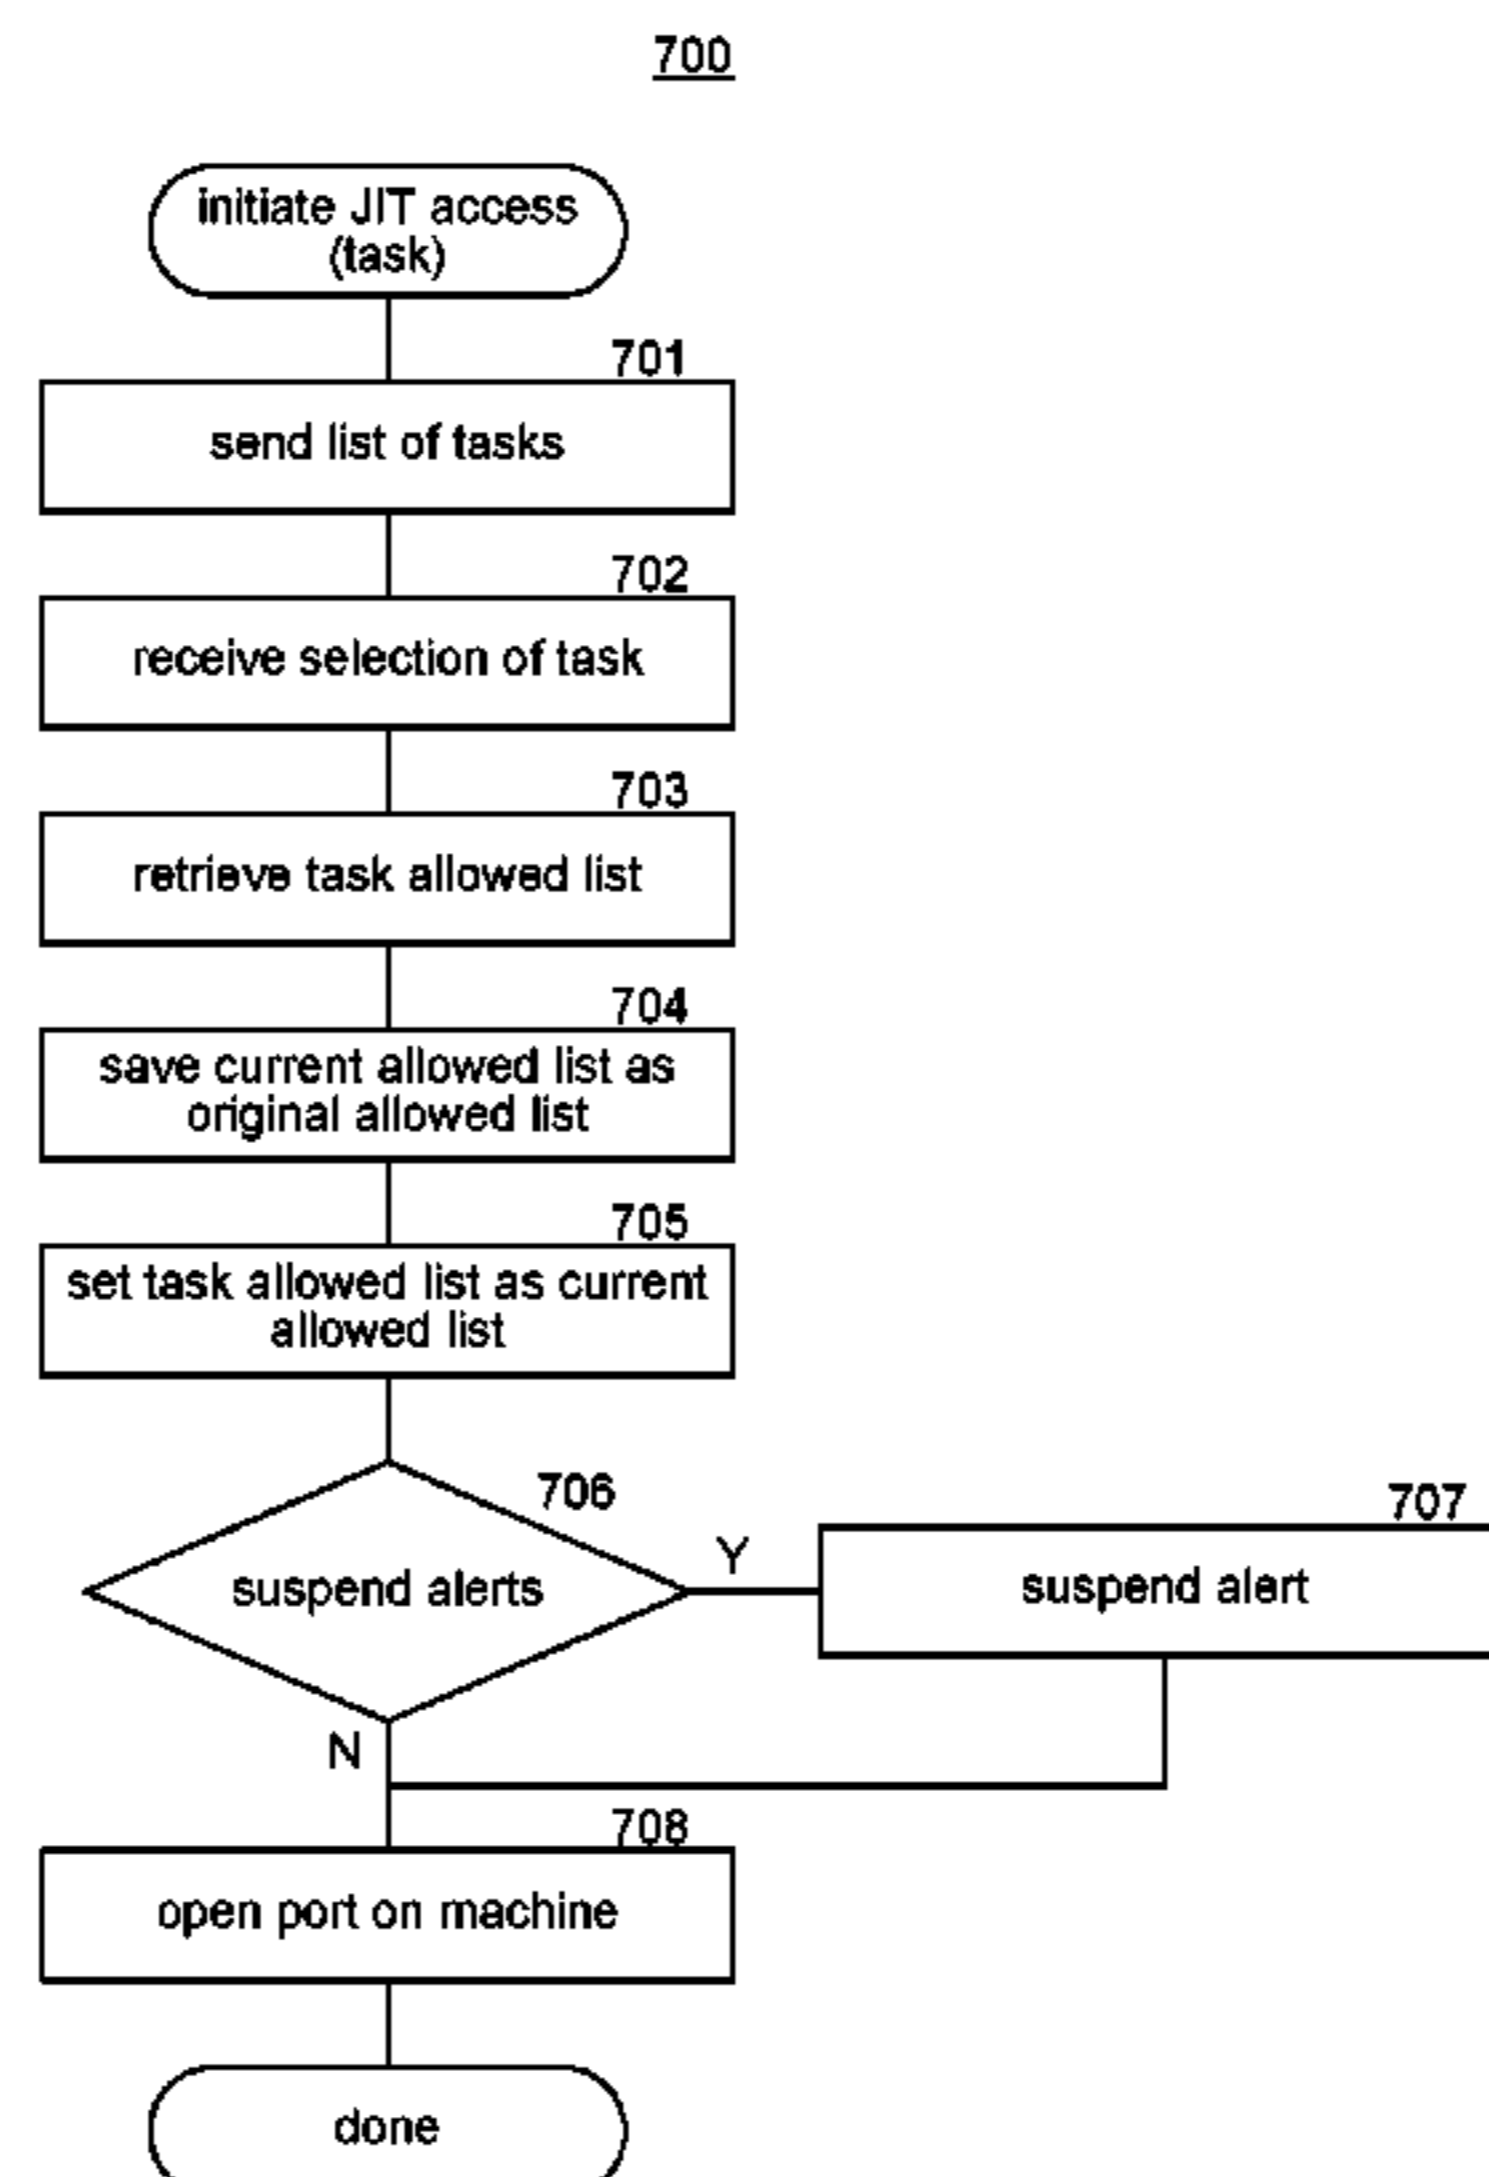 700
initiate JIT access
(task)
701
send list of tasks
702
receive selection of task
703
retrieve task allowed list
704
save current allowed list as
original allowed list
705
set task allowed list as current
allowed list
706
suspend alerts
Y
707
suspend alert
N
708
open port on machine
done